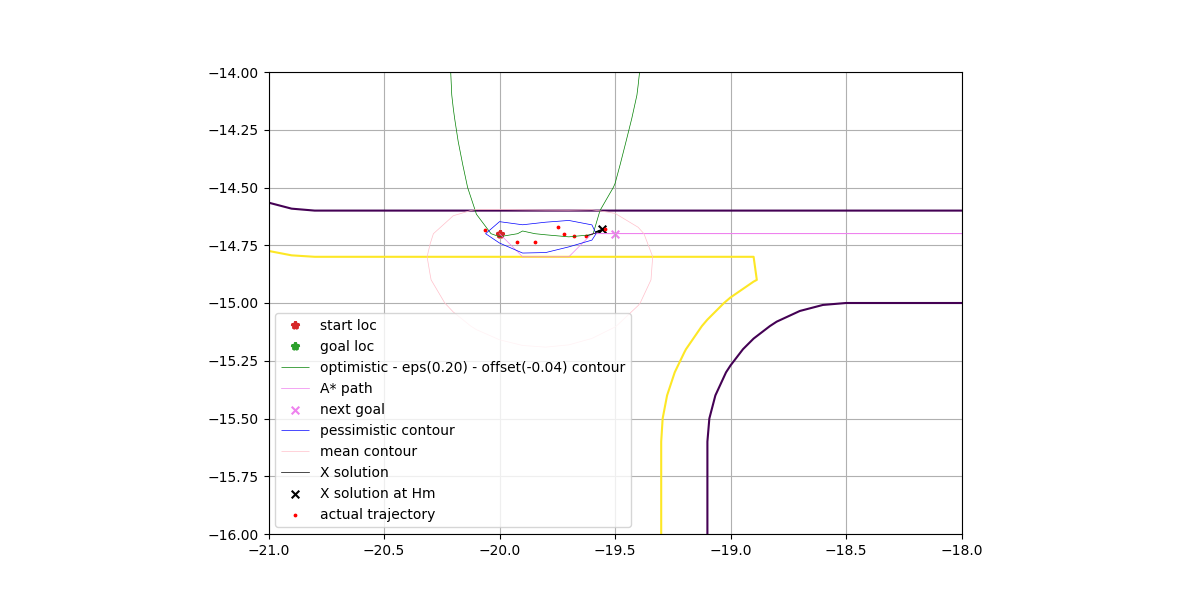 −14.00
−14.25
−14.50
−14.75
−15.00
−15.25
−15.50
−15.75
−16.00
start loc
goal loc
optimistic - eps(0.20) - offset(-0.04) contour
A* path
next goal
pessimistic contour
mean contour
X solution
X solution at Hm
actual trajectory
−21.0
−20.5
−20.0
−19.5
−19.0
−18.5
−18.0